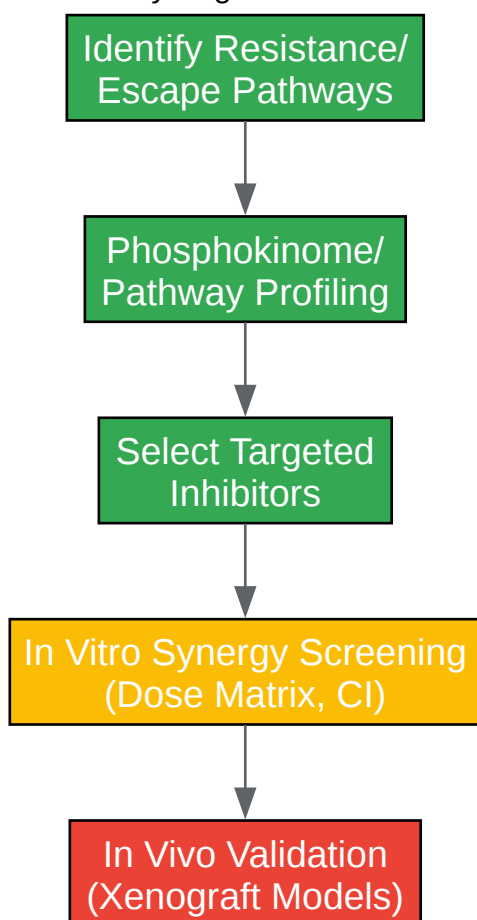 Identify Resistance/
Escape Pathways
Phosphokinome/
Pathway Profiling
Select Targeted
Inhibitors
In Vitro Synergy Screening
(Dose Matrix, CI)
In Vivo Validation
(Xenograft Models)